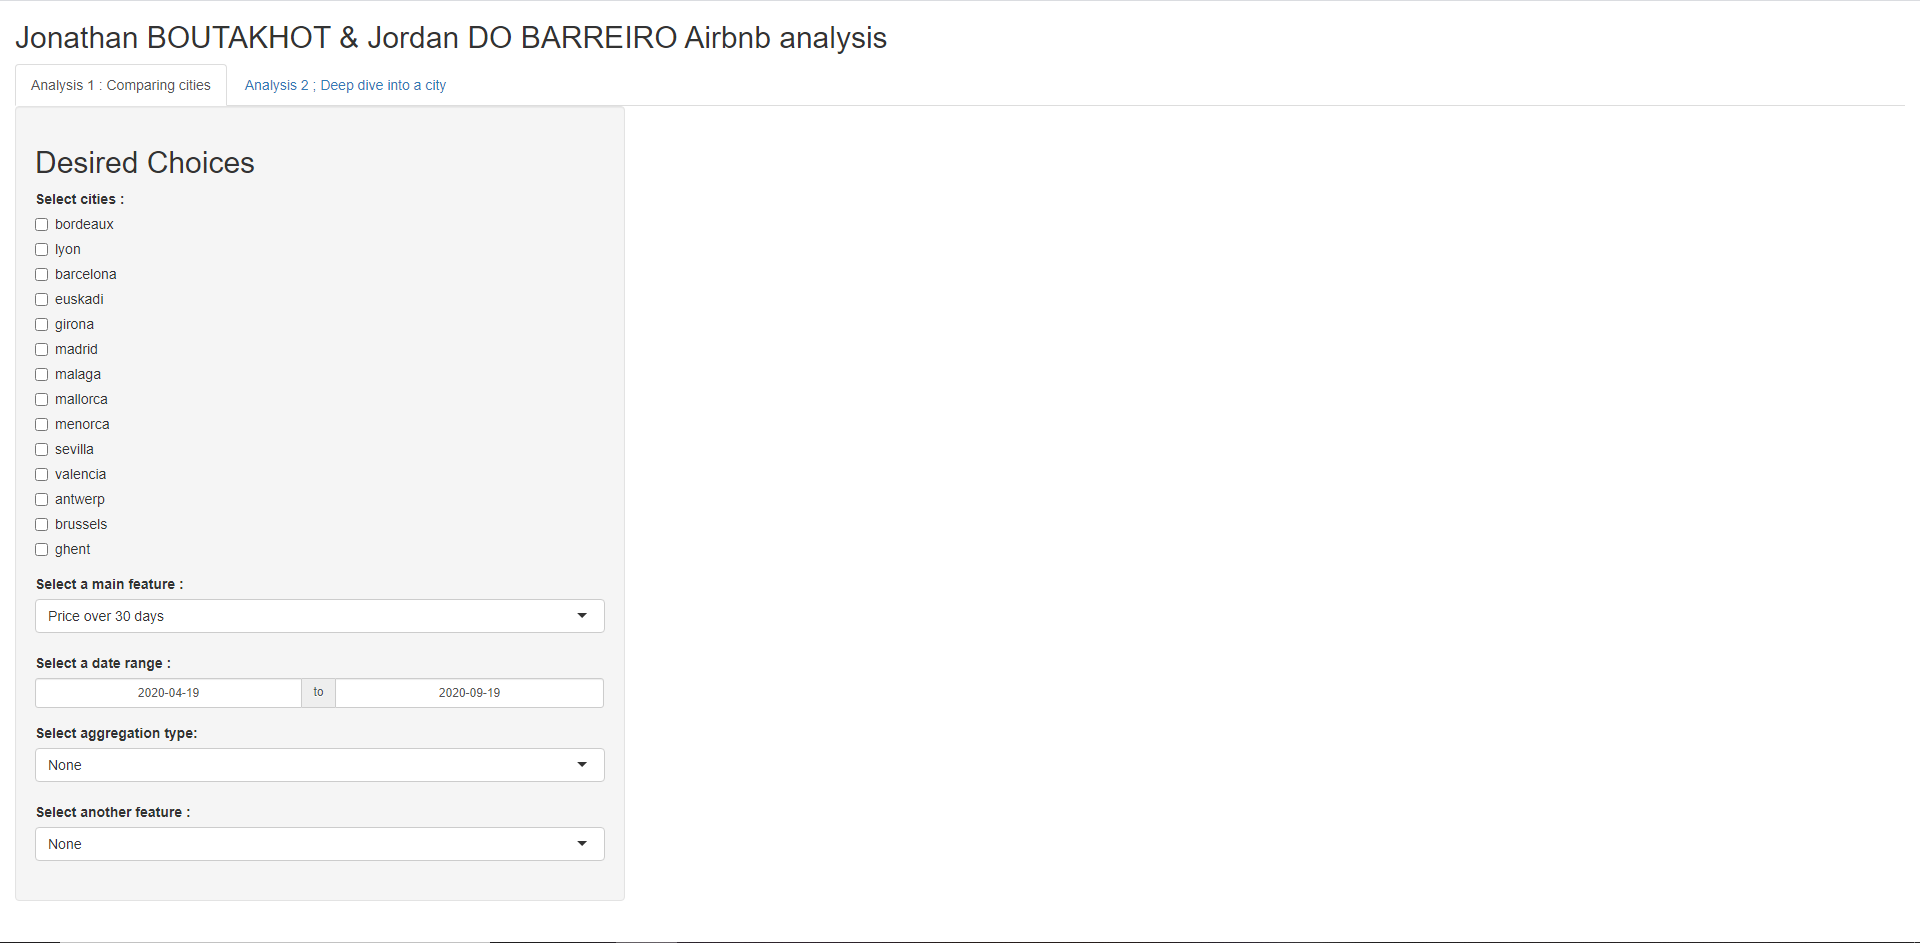 Jonathan BOUTAKHOT & Jordan DO BARREIRO Airbnb analysis
Analysis 1 : Comparing cities
Analysis 2 ; Deep dive into a city
Desired Choices
Select cities :
bordeaux
lyon
barcelona
euskadi
girona
madrid
malaga
mallorca
menorca
sevilla
valencia
antwerp
brussels
ghent
Select a main feature :
Price over 30 days
Select a date range :
2020-04-19 to 2020-09-19
Select aggregation type:
None
Select another feature :
None